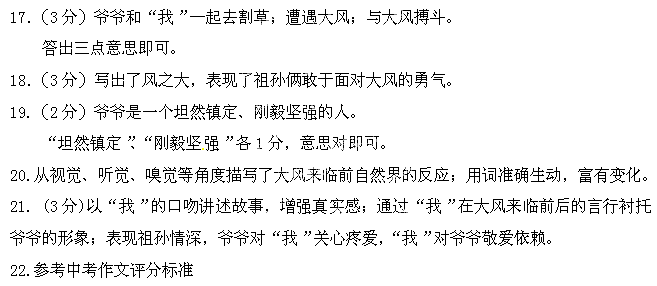 17.（3分）爷爷和“我”一起去割草；遭遇大风；与大风搏斗。
答出三点意思即可。
18.（3分）写出了风之大，表现了祖孙俩敢于面对大风的勇气。
19.（2分）爷爷是一个坦然镇定、刚毅坚强的人。
“坦然镇定”、“刚毅坚强”各1分，意思对即可。
20.从视觉、听觉、嗅觉等角度描写了大风来临前自然界的反应；用词准确生动，富有变化。
21.（3分)以“我”的口吻讲述故事，增强真实感；通过“我”在大风来临前后的言行衬托
爷爷的形象；表现祖孙情深，爷爷对“我”关心疼爱，“我”对爷爷敬爱依赖。
22.参考中考作文评分标准